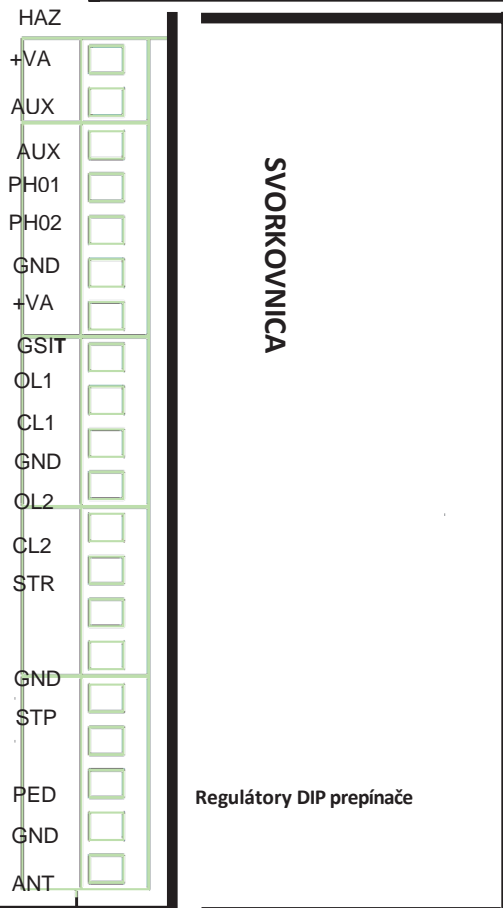 HAZ
+VA
AUX
AUX
PH01
PH02
GND
+VA
GSIT
OL1
CL1
GND
OL2
CL2
STR
GND
STP
PED
GND
ANT
SVORKOVNICA
Regulátory DIP prepínače